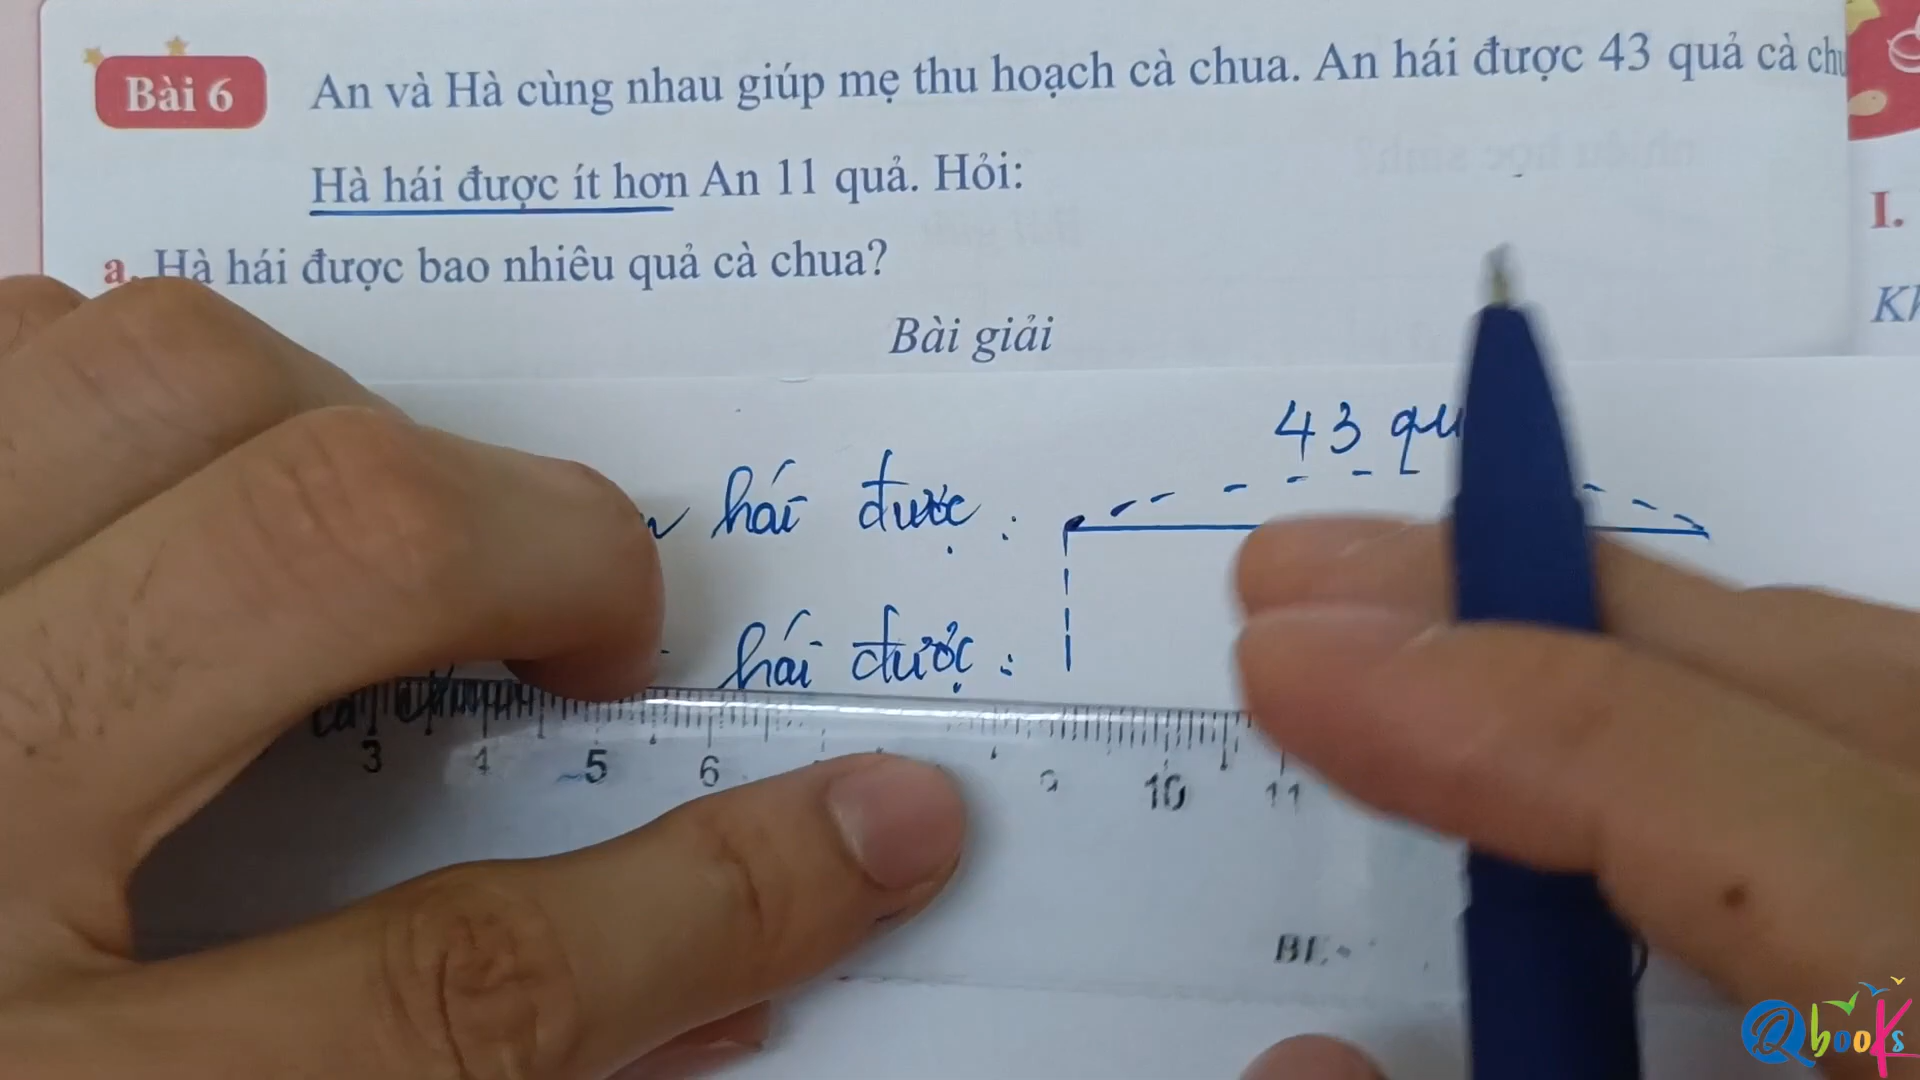 Bài 6 An và Hà cùng nhau giúp mẹ thu hoạch cà chua. An hái được 43 quả cà
Hà hái được ít hơn An 11 quả. Hỏi:
I.
a. Hà hái được bao nhiêu quả cà chua?
Bài giải
43
hái được :
hái được :
3 4 5 6 9 10 11
Qbooks